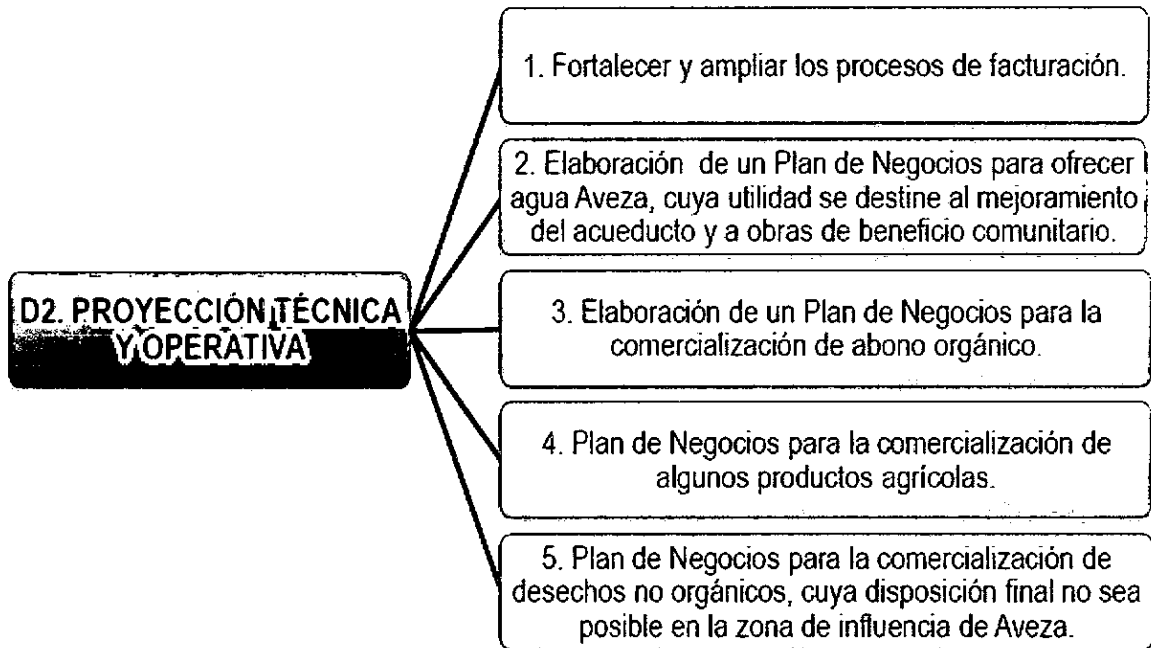 D2. PROYECCIÓN TÉCNICA
Y OPERATIVA
1. Fortalecer y ampliar los procesos de facturación.
2. Elaboración de un Plan de Negocios para ofrecer
agua Aveza, cuya utilidad se destine al mejoramiento
del acueducto y a obras de beneficio comunitario.
3. Elaboración de un Plan de Negocios para la
comercialización de abono orgánico.
4. Plan de Negocios para la comercialización de
algunos productos agrícolas.
5. Plan de Negocios para la comercialización de
desechos no orgánicos, cuya disposición final no sea
posible en la zona de influencia de Aveza.